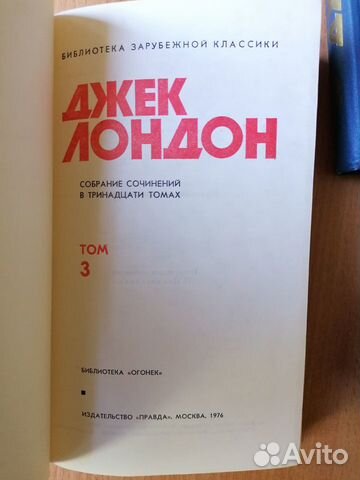 БИБЛИОТЕКА ЗАРУБЕЖНОЙ КЛАССИКИ
ДЖЕК
ЛОНДОН
СОБРАНИЕ СОЧИНЕНИЙ
В ТРИНАДЦАТИ ТОМАХ
ТОМ
3
БИБЛИОТЕКА «ОГОНЕК»
ИЗДАТЕЛЬСТВО «ПРАВДА». МОСКВА. 1976
Avito